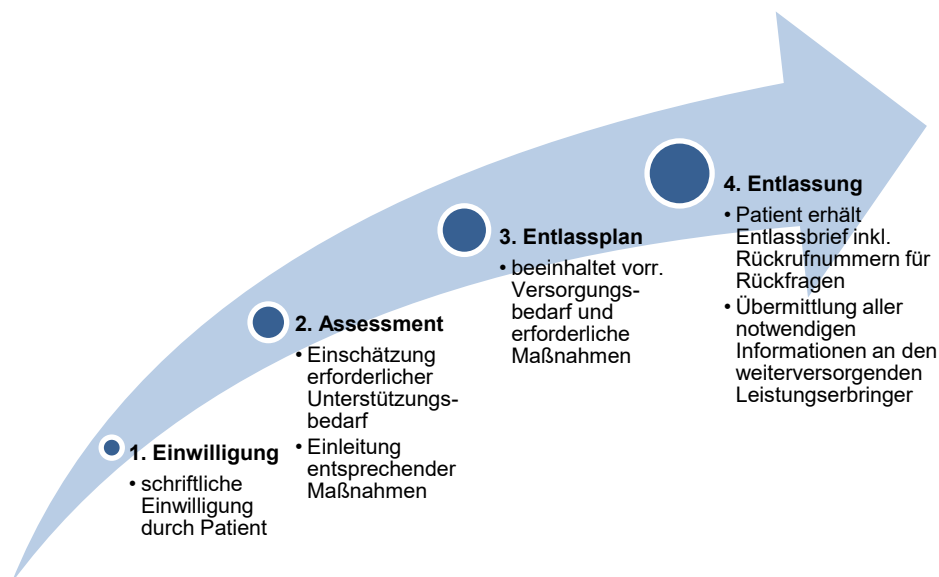 1. Einwilligung
• schriftliche
Einwilligung
durch Patient
2. Assessment
• Einschätzung
erforderlicher
Unterstützungs-
bedarf
• Einleitung
entsprechender
Maßnahmen
3. Entlassplan
• beeinhaltet vorr.
Versorgungs-
bedarf und
erforderliche
Maßnahmen
4. Entlassung
• Patient erhält
Entlassbrief inkl.
Rückrufnummern für
Rückfragen
• Übermittlung aller
notwendigen
Informationen an den
weiterversorgenden
Leistungserbringer